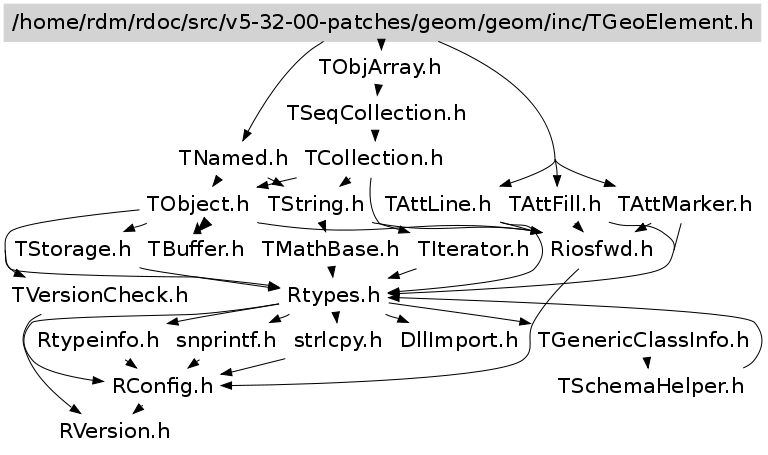 /home/rdm/rdoc/src/v5-32-00-patches/geom/geom/inc/TGeoElement.h
TObjArray.h
TSeqCollection.h
TNamed.h TCollection.h
TObject.h TString.h TAttLine.h TAttFill.h TAttMarker.h
TStorage.h TBuffer.h TMathBase.h TIterator.h Riosfwd.h
TVersionCheck.h Rtypes.h
Rtypeinfo.h snprintf.h strlcpy.h DllImport.h TGenericClassInfo.h
RConfig.h TSchemaHelper.h
RVersion.h